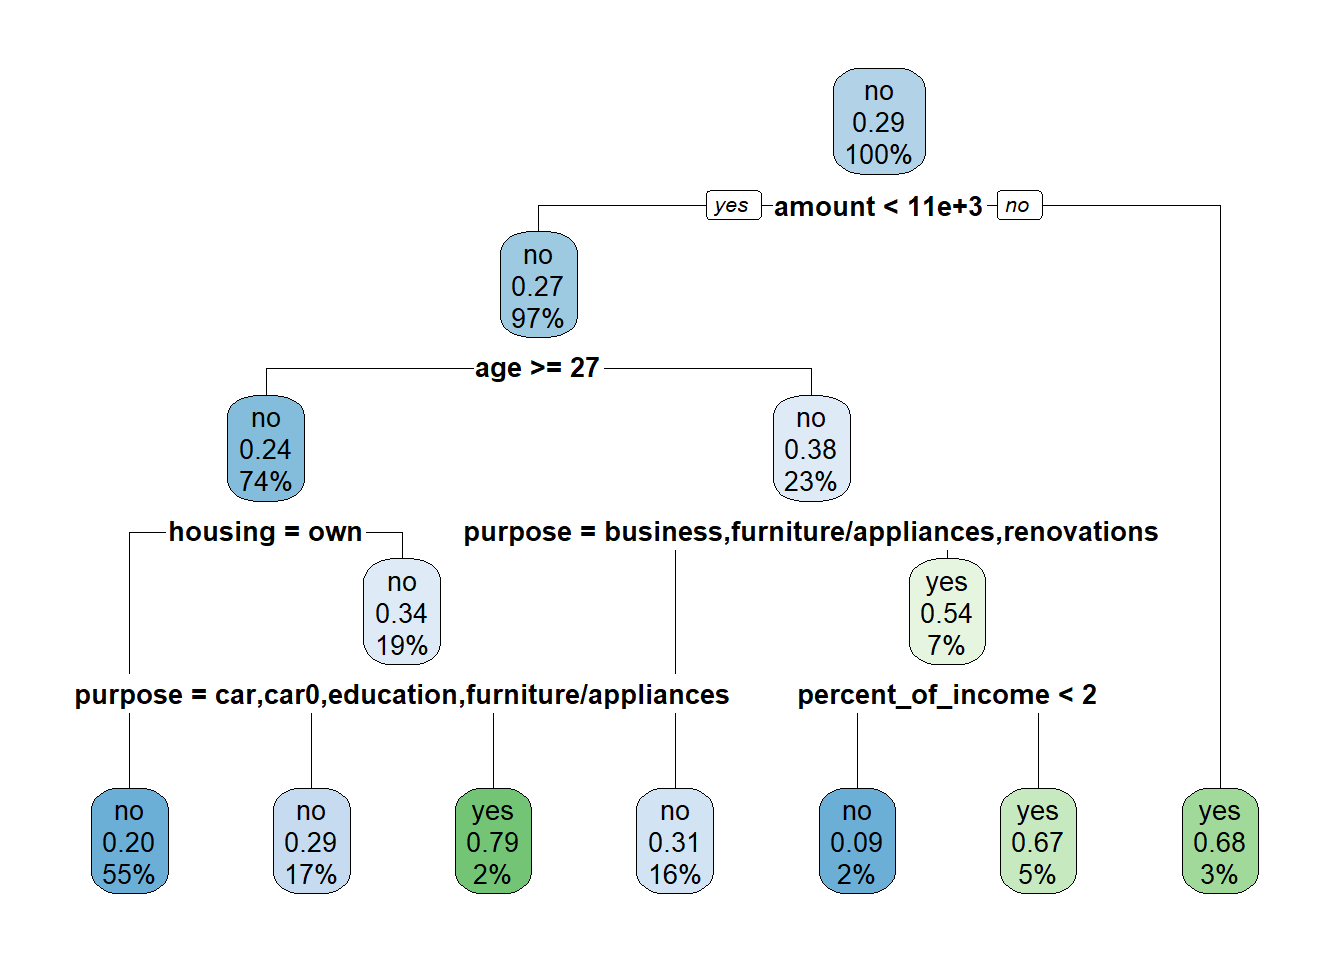 no
0.29
100%
yes amount < 11e+3 no
no
0.27
97%
age >= 27
no
0.24
74%
no
0.38
23%
housing = own
purpose = business,furniture/appliances,renovations
no
0.34
19%
yes
0.54
7%
purpose = car,car0,education,furniture/appliances
percent_of_income < 2
no
0.20
55%
no
0.29
17%
yes
0.79
2%
no
0.31
16%
no
0.09
2%
yes
0.67
5%
yes
0.68
3%